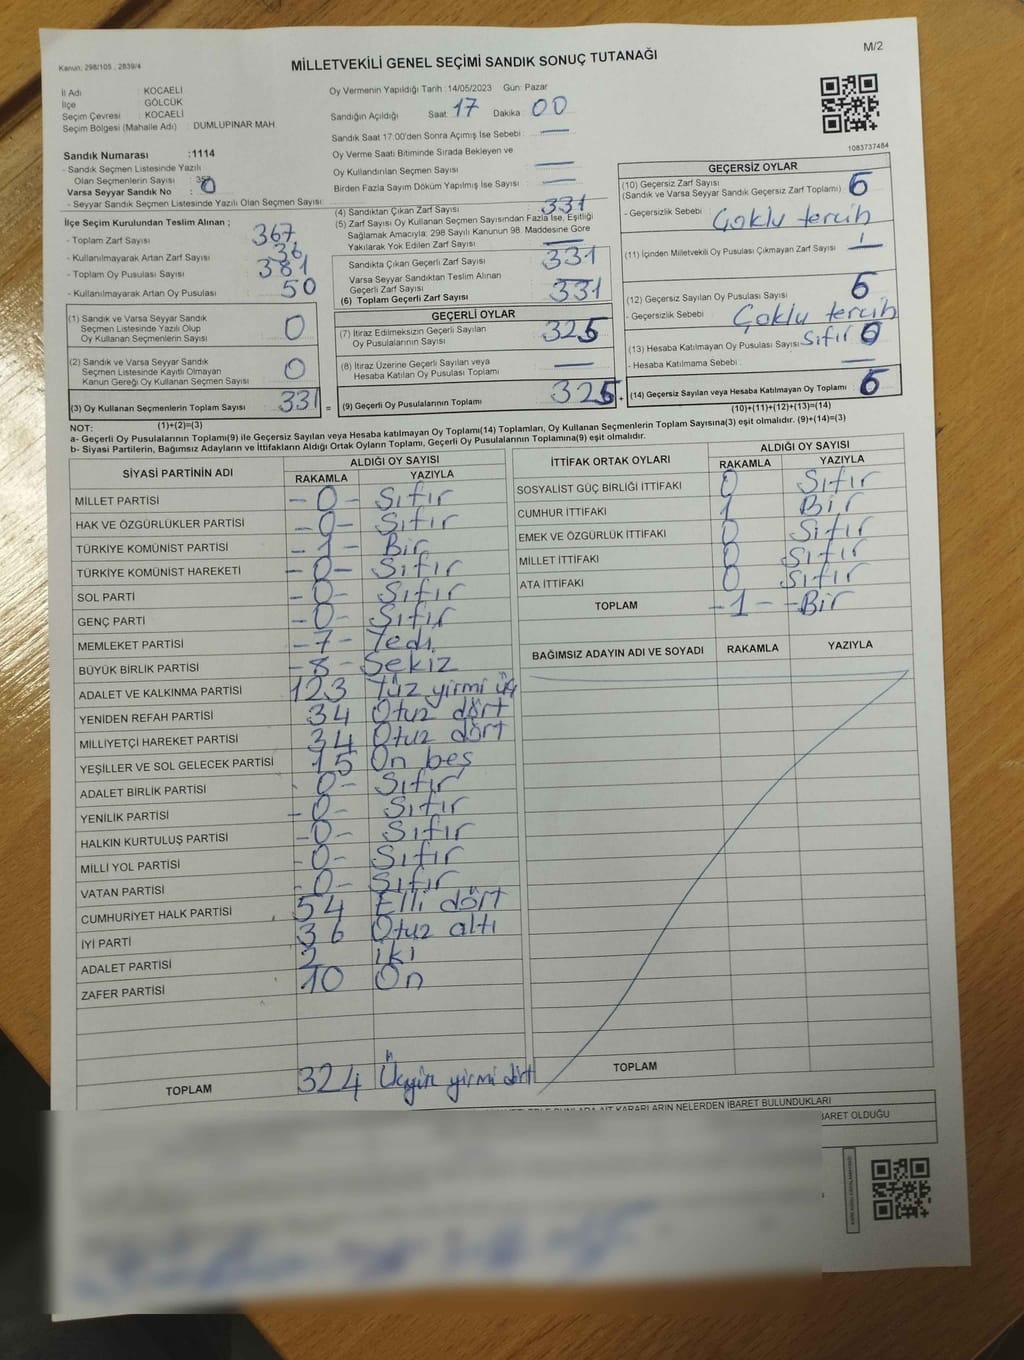 Kanun: 298/105 , 2839/4
M/2
MİLLETVEKİLİ GENEL SEÇİMİ SANDIK SONUÇ TUTANAĞI
İl Adı KOCAELİ
İlçe GÖLCÜK
Seçim Çevresi KOCAELİ
Seçim Bölgesi (Mahalle Adı) : DUMLUPINAR MAH
Sandık Numarası :1114
- Sandık Seçmen Listesinde Yazılı
Olan Seçmenlerin Sayısı
Varsa Seyyar Sandık No : 0
- Seyyar Sandık Seçmen Listesinde Yazılı Olan Seçmen Sayısı
Oy Vermenin Yapıldığı Tarih : 14/05/2023 Gün: Pazar
Sandığın Açıldığı Saat: 17 Dakika : 00
Sandık Saat 17:00'den Sonra Açımış İse Sebebi : —
Oy Verme Saati Bitiminde Sırada Bekleyen ve
Oy Kullandırılan Seçmen Sayısı —
Birden Fazla Sayım Döküm Yapılmış İse Sayısı : —
1083737484
İlçe Seçim Kurulundan Teslim Alınan ;
- Toplam Zarf Sayısı 367
- Kullanılmayarak Artan Zarf Sayısı 36
- Toplam Oy Pusulası Sayısı 381
- Kullanılmayarak Artan Oy Pusulası 50
(4) Sandıktan Çıkan Zarf Sayısı : 331
(5) Zarf Sayısı Oy Kullanan Seçmen Sayısından Fazla İse, Eşitliği
Sağlamak Amacıyla; 298 Sayılı Kanunun 98. Maddesine Göre
Yakılarak Yok Edilen Zarf Sayısı : —
Sandıkta Çıkan Geçerli Zarf Sayısı : 331
Varsa Seyyar Sandıktan Teslim Alınan
Geçerli Zarf Sayısı
(6) Toplam Geçerli Zarf Sayısı : 331
GEÇERSİZ OYLAR
(10) Geçersiz Zarf Sayısı
(Sandık ve Varsa Seyyar Sandık Geçersiz Zarf Toplamı) : 6
- Geçersizlik Sebebi : Çoklu tercih
(11) İçinden Milletvekili Oy Pusulası Çıkmayan Zarf Sayısı : —
(12) Geçersiz Sayılan Oy Pusulası Sayısı : 6
- Geçersizlik Sebebi : Çoklu tercih
(13) Hesaba Katılmayan Oy Pusulası Sayısı : Sıfır 0
- Hesaba Katılmama Sebebi : —
(14) Geçersiz Sayılan veya Hesaba Katılmayan Oy Toplamı : 6
(10)+(11)+(12)+(13)=(14)
(1) Sandık ve Varsa Seyyar Sandık
Seçmen Listesinde Yazılı Olup
Oy Kullanan Seçmenlerin Sayısı 0
(2) Sandık ve Varsa Seyyar Sandık
Seçmen Listesinde Kayıtlı Olmayan
Kanun Gereği Oy Kullanan Seçmen Sayısı 0
(3) Oy Kullanan Seçmenlerin Toplam Sayısı : 331 =
(1)+(2)=(3)
GEÇERLİ OYLAR
(7) İtiraz Edilmeksizin Geçerli Sayılan
Oy Pusulalarının Sayısı : 325
(8) İtiraz Üzerine Geçerli Sayılan veya
Hesaba Katılan Oy Pusulası Toplamı : —
(9) Geçerli Oy Pusulalarının Toplamı : 325 +
NOT:
a- Geçerli Oy Pusulalarının Toplamı(9) ile Geçersiz Sayılan veya Hesaba katılmayan Oy Toplamı(14) Toplamları, Oy Kullanan Seçmenlerin Toplam Sayısına(3) eşit olmalıdır. (9)+(14)=(3)
b- Siyasi Partilerin, Bağımsız Adayların ve İttifakların Aldığı Ortak Oyların Toplamı, Geçerli Oy Pusulalarının Toplamına(9) eşit olmalıdır.
SİYASİ PARTİNİN ADI ALDIĞI OY SAYISI
RAKAMLA YAZIYLA
MİLLET PARTİSİ -0- Sıfır
HAK VE ÖZGÜRLÜKLER PARTİSİ -0- Sıfır
TÜRKİYE KOMÜNİST PARTİSİ -1- Bir
TÜRKİYE KOMÜNİST HAREKETİ -0- Sıfır
SOL PARTİ -0- Sıfır
GENÇ PARTİ -0- Sıfır
MEMLEKET PARTİSİ -7- Yedi
BÜYÜK BİRLİK PARTİSİ -8- Sekiz
ADALET VE KALKINMA PARTİSİ 123 Yüz yirmi üç
YENİDEN REFAH PARTİSİ 34 Otuz dört
MİLLİYETÇİ HAREKET PARTİSİ 34 Otuz dört
YEŞİLLER VE SOL GELECEK PARTİSİ 15 On beş
ADALET BİRLİK PARTİSİ -0- Sıfır
YENİLİK PARTİSİ -0- Sıfır
HALKIN KURTULUŞ PARTİSİ -0- Sıfır
MİLLİ YOL PARTİSİ -0- Sıfır
VATAN PARTİSİ -0- Sıfır
CUMHURİYET HALK PARTİSİ 54 Elli dört
İYİ PARTİ 36 Otuz altı
ADALET PARTİSİ 2 iki
ZAFER PARTİSİ 10 On
TOPLAM 324 Üçyüz yirmi dört
İTTİFAK ORTAK OYLARI ALDIĞI OY SAYISI
RAKAMLA YAZIYLA
SOSYALİST GÜÇ BİRLİĞİ İTTİFAKI 0 Sıfır
CUMHUR İTTİFAKI 1 Bir
EMEK VE ÖZGÜRLÜK İTTİFAKI 0 Sıfır
MİLLET İTTİFAKI 0 Sıfır
ATA İTTİFAKI 0 Sıfır
TOPLAM -1- -Bir
BAĞIMSIZ ADAYIN ADI VE SOYADI RAKAMLA YAZIYLA
TOPLAM
KARARLARIN NELERDEN İBARET BULUNDUKLARI
BARET OLDUĞU